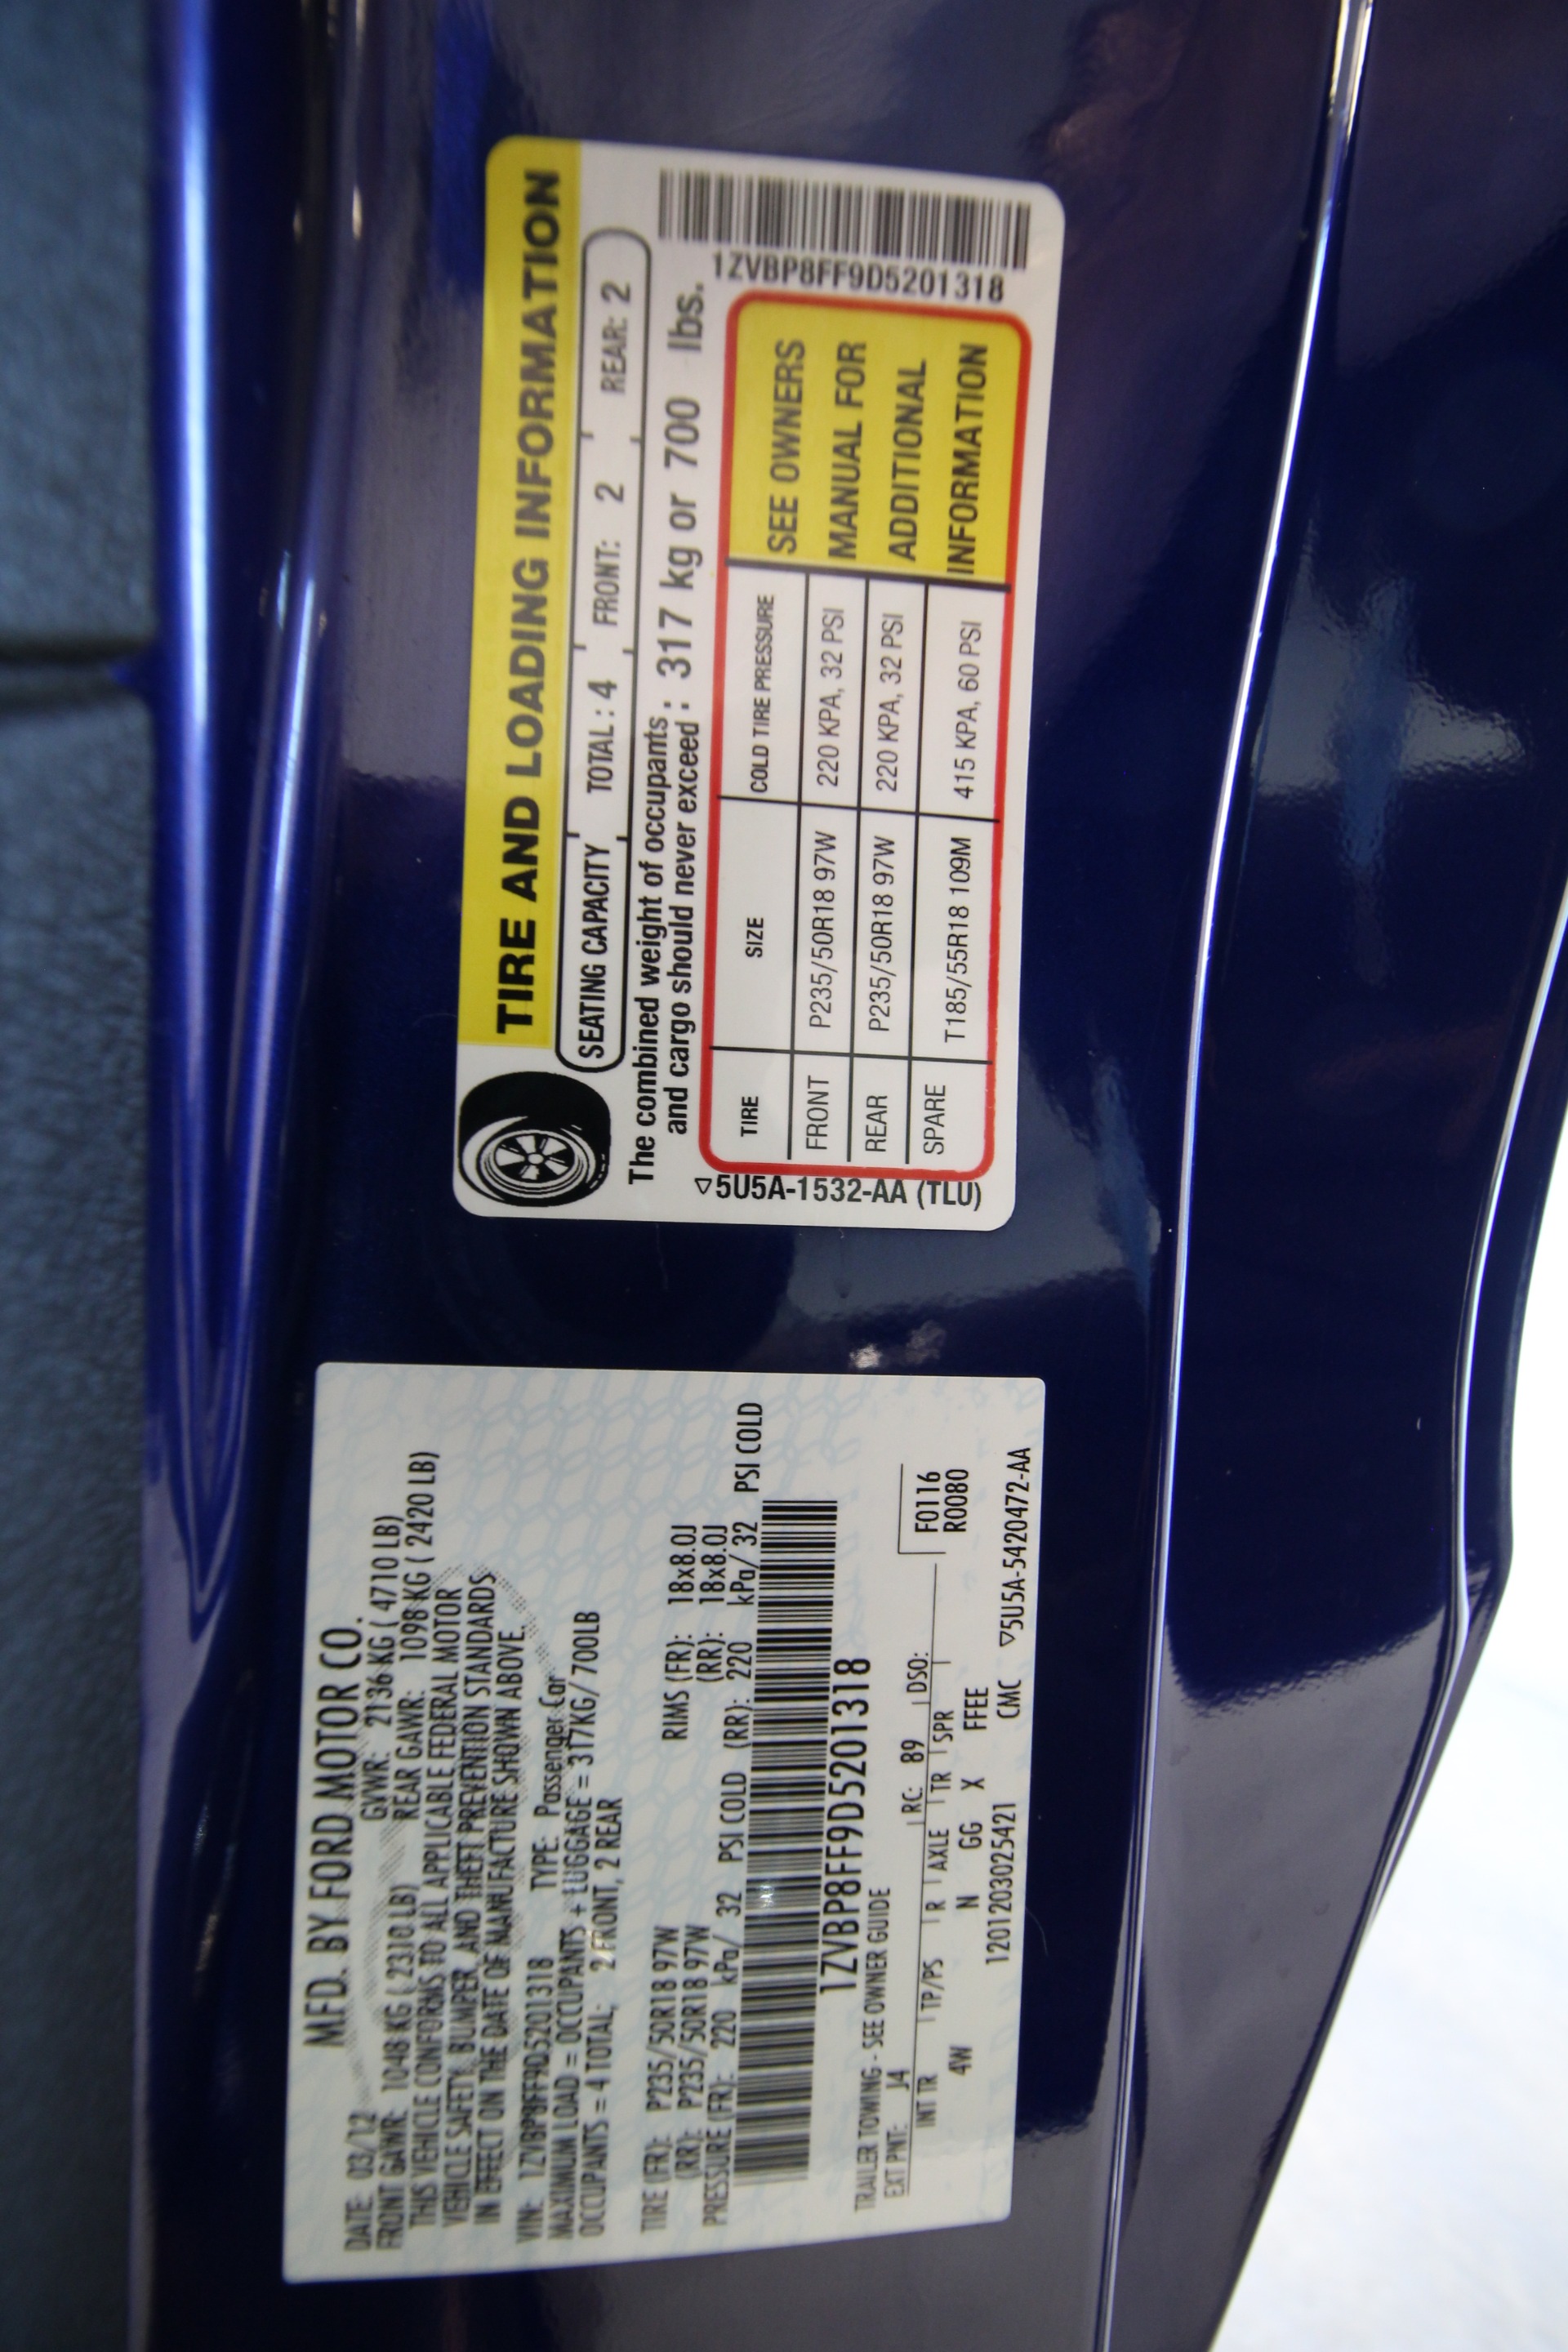 MFD. BY FORD MOTOR CO.
DATE: 03/12 GVWR: 2136 KG ( 4710 LB)
FRONT GAWR: 1048 KG ( 2310 LB) REAR GAWR: 1098 KG ( 2420 LB)
THIS VEHICLE CONFORMS TO ALL APPLICABLE FEDERAL MOTOR
VEHICLE SAFETY, BUMPER, AND THEFT PREVENTION STANDARDS
IN EFFECT ON THE DATE OF MANUFACTURE SHOWN ABOVE.
VIN: 1ZVBP8FF9D5201318 TYPE: Passenger Car
MAXIMUM LOAD = OCCUPANTS + LUGGAGE = 317KG/700LB
OCCUPANTS = 4 TOTAL; 2 FRONT, 2 REAR
TIRE (FR): P235/50R18 97W RIMS (FR): 18x8.0J
(RR): P235/50R18 97W (RR): 18x8.0J
PRESSURE (FR): 220 kPa/ 32 PSI COLD (RR): 220 kPa/ 32 PSI COLD
1ZVBP8FF9D5201318
TRAILER TOWING - SEE OWNER GUIDE
EXT PNT: J4 RC: 89 DSO:
F0116
R0080
INT TR TP/PS R AXLE TR SPR
4W N GG X FFEE
1201203025421 CMC ▽5U5A-5420472-AA
TIRE AND LOADING INFORMATION
SEATING CAPACITY TOTAL : 4 FRONT: 2 REAR: 2
The combined weight of occupants
and cargo should never exceed : 317 kg or 700 lbs.
TIRE SIZE COLD TIRE PRESSURE
FRONT P235/50R18 97W 220 KPA, 32 PSI
REAR P235/50R18 97W 220 KPA, 32 PSI
SPARE T185/55R18 109M 415 KPA, 60 PSI
SEE OWNERS
MANUAL FOR
ADDITIONAL
INFORMATION
1ZVBP8FF9D5201318
▽5U5A-1532-AA (TLU)